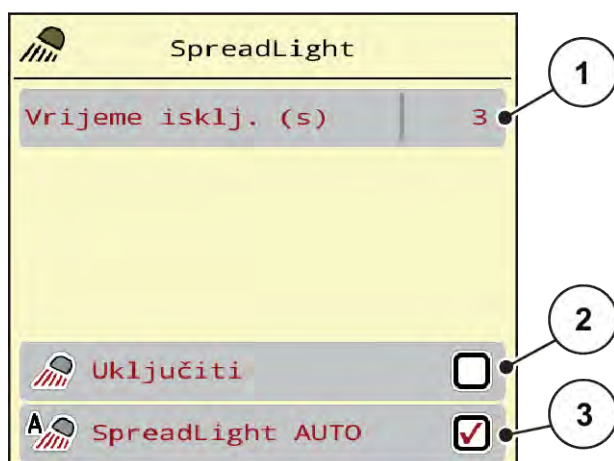 SpreadLight
Vrijeme isklj. (s) 3
1
Uključiti
2
A
SpreadLight AUTO
3